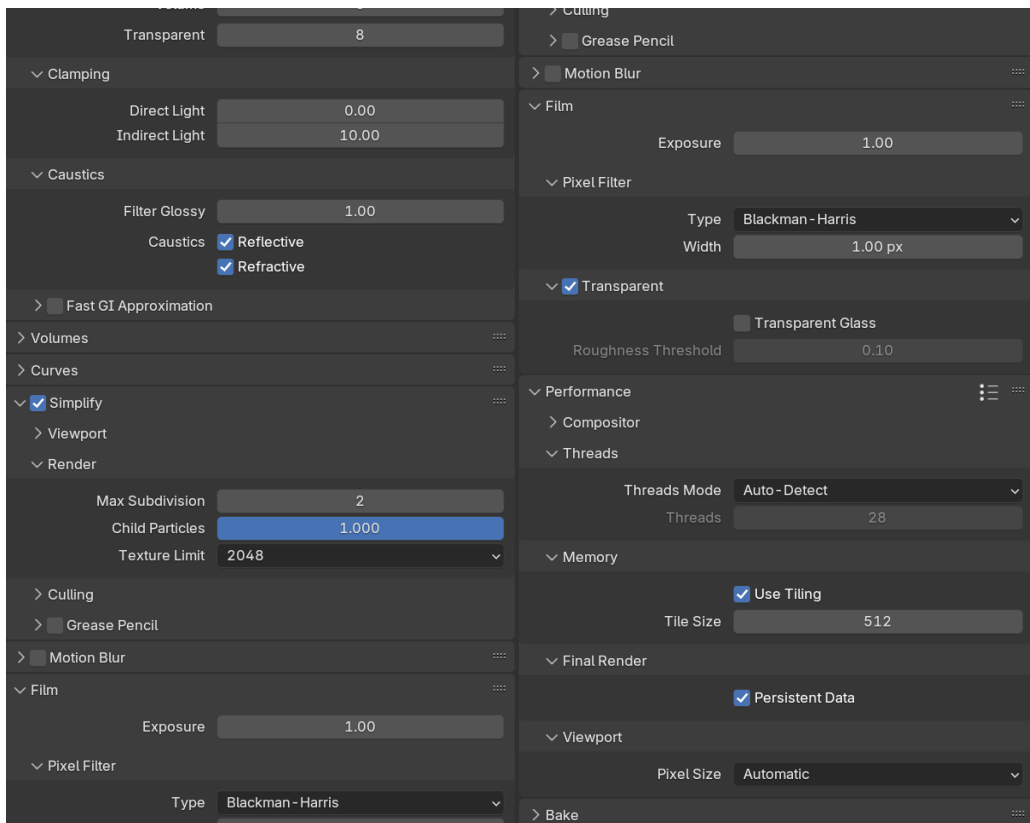 Volume
Transparent 8
Clamping
Direct Light 0.00
Indirect Light 10.00
Caustics
Filter Glossy 1.00
Caustics Reflective
Refractive
Fast GI Approximation
Volumes
Curves
Simplify
Viewport
Render
Max Subdivision 2
Child Particles 1.000
Texture Limit 2048
Culling
Grease Pencil
Motion Blur
Film
Exposure 1.00
Pixel Filter
Type Blackman-Harris
Culling
Grease Pencil
Motion Blur
Film
Exposure 1.00
Pixel Filter
Type Blackman-Harris
Width 1.00 px
Transparent
Transparent Glass
Roughness Threshold 0.10
Performance
Compositor
Threads
Threads Mode Auto-Detect
Threads 28
Memory
Use Tiling
Tile Size 512
Final Render
Persistent Data
Viewport
Pixel Size Automatic
Bake